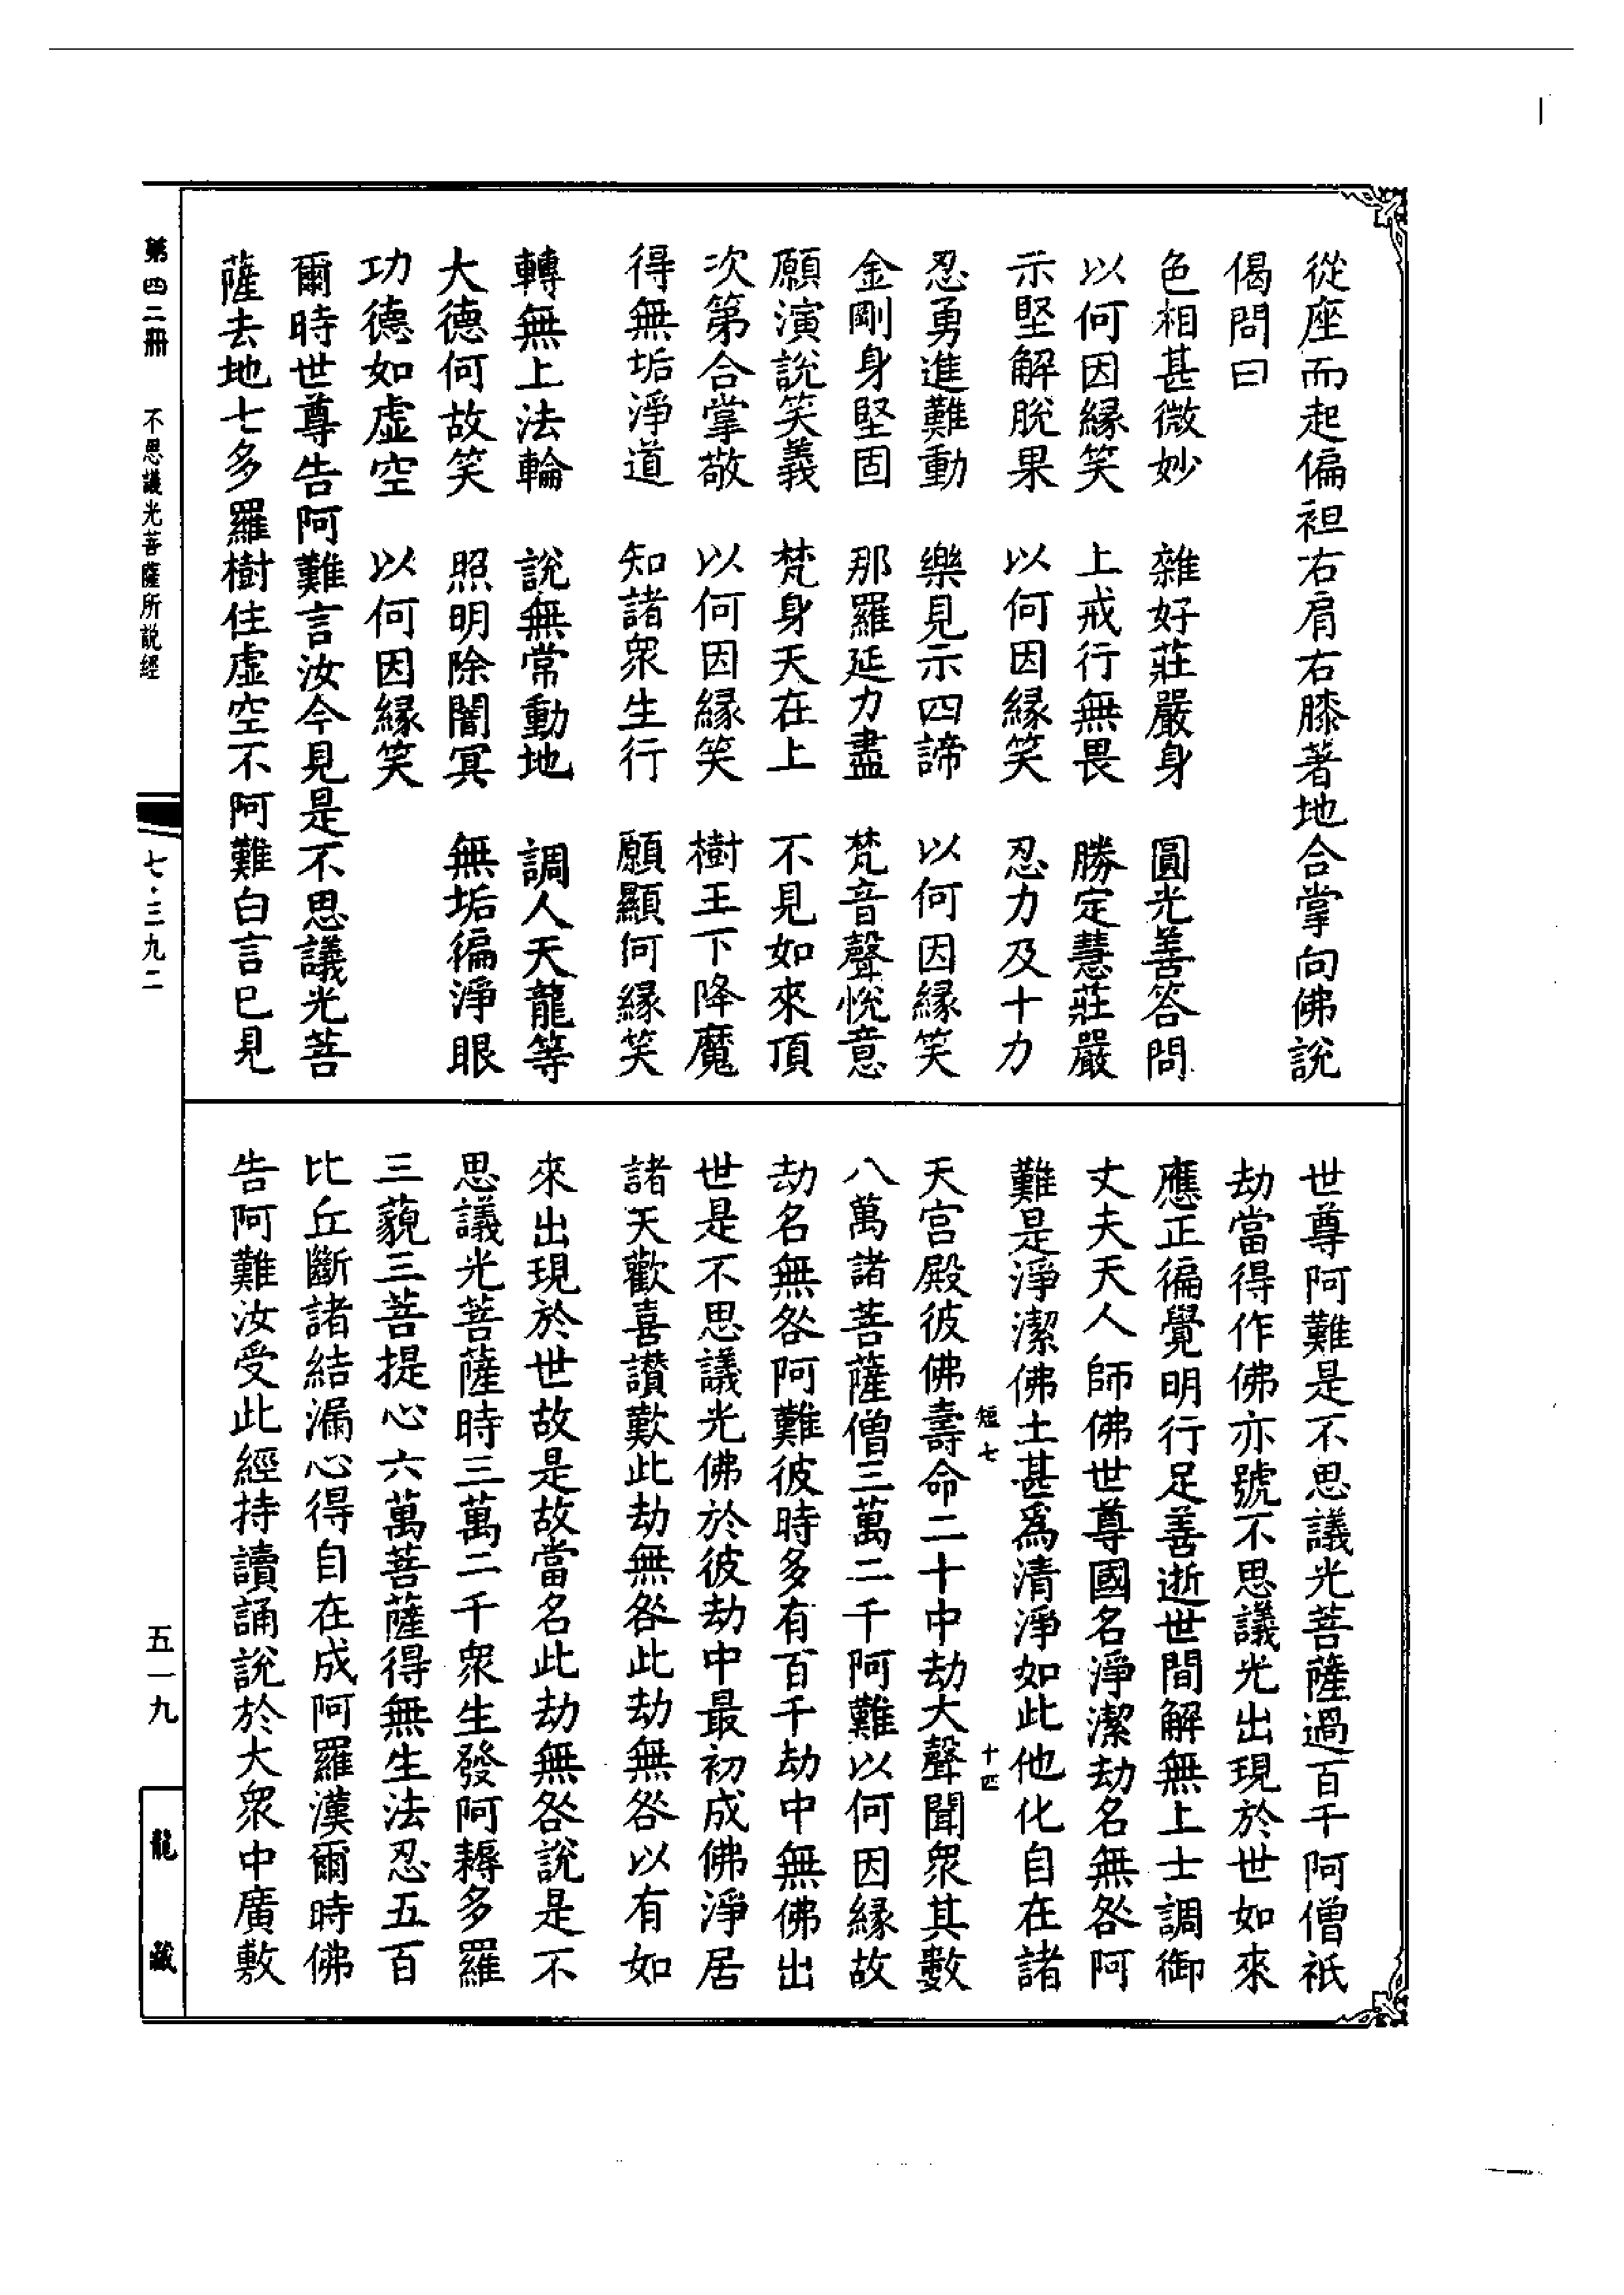 從座而起偏袒右肩右膝著地合掌向佛說
偈問曰
色相甚微妙　雜好莊嚴身　圓光善答問
以何因緣笑　上戒行無畏　勝定慧莊嚴
示堅解脫果　以何因緣笑　忍力及十力
忍勇進難動　樂見示四諦　以何因緣笑
金剛身堅固　那羅延力盡　梵音聲悅意
願演說笑義　梵身天在上　不見如來頂
次第合掌敬　以何因緣笑　樹王下降魔
得無垢淨道　知諸衆生行　願顯何緣笑
轉無上法輪　說無常動地　調人天龍等
大德何故笑　照明除闇冥　無垢徧淨眼
功德如虛空　以何因緣笑
爾時世尊告阿難言汝今見是不思議光菩
薩去地七多羅樹住虛空不阿難白言已見
世尊阿難是不思議光菩薩過百千阿僧祇
劫當得作佛亦號不思議光出現於世如來
應正徧覺明行足善逝世間解無上士調御
丈夫天人師佛世尊國名淨潔劫名無咎阿
難是淨潔佛土甚爲清淨如此他化自在諸
天宮殿彼佛壽命二十中劫大聲聞衆其數
八萬諸菩薩僧三萬二千阿難以何因緣故
劫名無咎阿難彼時多有百千劫中無佛出
世是不思議光佛於彼劫中最初成佛淨居
諸天歡喜讚歎此劫無咎此劫無咎以有如
來出現於世故是故當名此劫無咎說是不
思議光菩薩時三萬二千衆生發阿耨多羅
三藐三菩提心六萬菩薩得無生法忍五百
比丘斷諸結漏心得自在成阿羅漢爾時佛
告阿難汝受此經持讀誦說於大衆中廣敷
短七
十四
第四二冊　不思議光菩薩所說經
七·三九二
五一九
龍藏